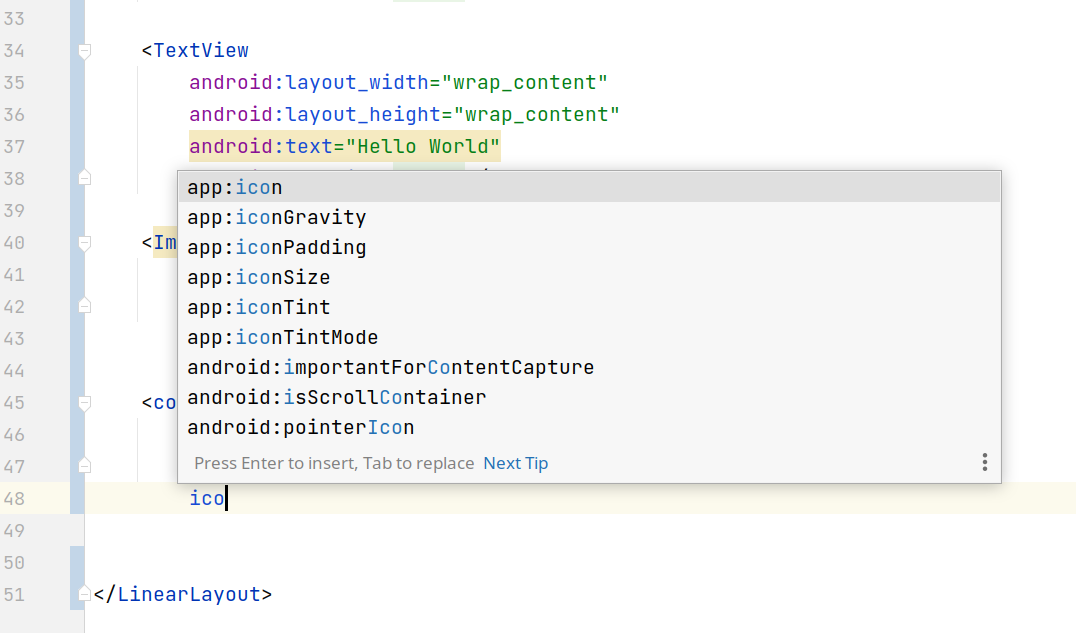 33
34 <TextView
35 android:layout_width="wrap_content"
36 android:layout_height="wrap_content"
37 android:text="Hello World"
38
app:icon
39
app:iconGravity
40 <Im
app:iconPadding
41
app:iconSize
42
app:iconTint
43
app:iconTintMode
44
android:importantForContentCapture
45 <co
android:isScrollContainer
46
android:pointerIcon
47
Press Enter to insert, Tab to replace Next Tip
48 ico
49
50
51 </LinearLayout>